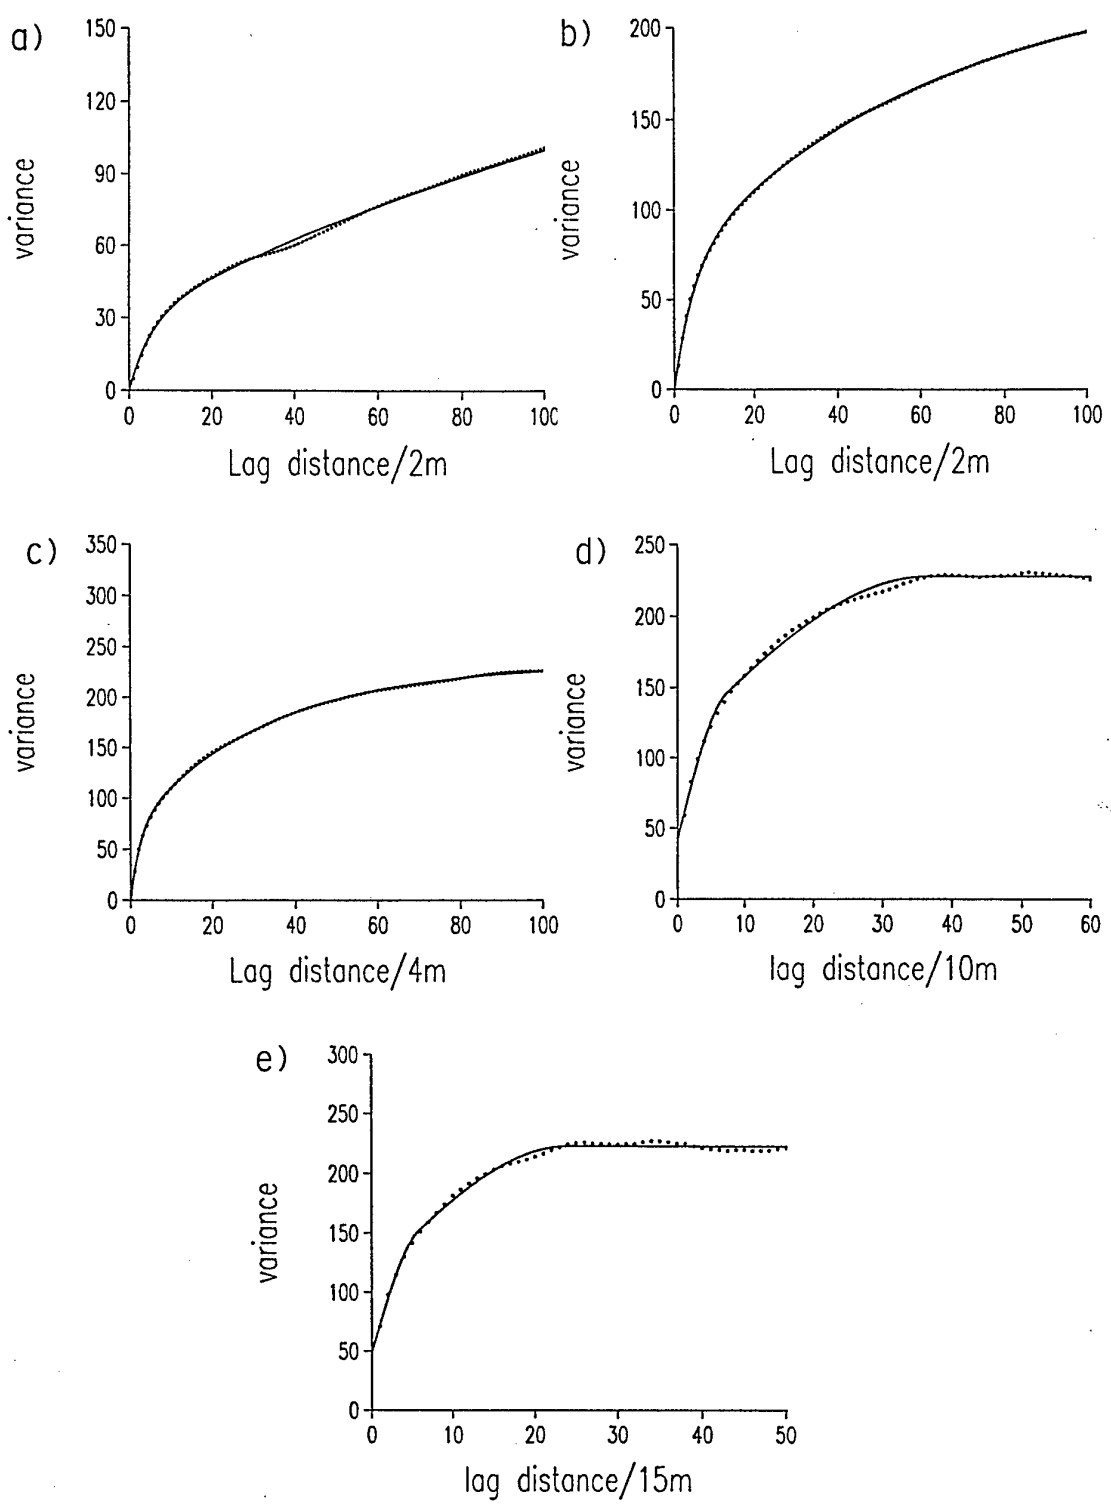 a)
150
120
90
60
30
0
variance
0 20 40 60 80 100
Lag distance/2m
b)
200
150
100
50
0
variance
0 20 40 60 80 100
Lag distance/2m
c)
350
300
250
200
150
100
50
0
variance
0 20 40 60 80 100
Lag distance/4m
d)
250
200
150
100
50
0
variance
0 10 20 30 40 50 60
lag distance/10m
e)
300
250
200
150
100
50
0
variance
0 10 20 30 40 50
lag distance/15m